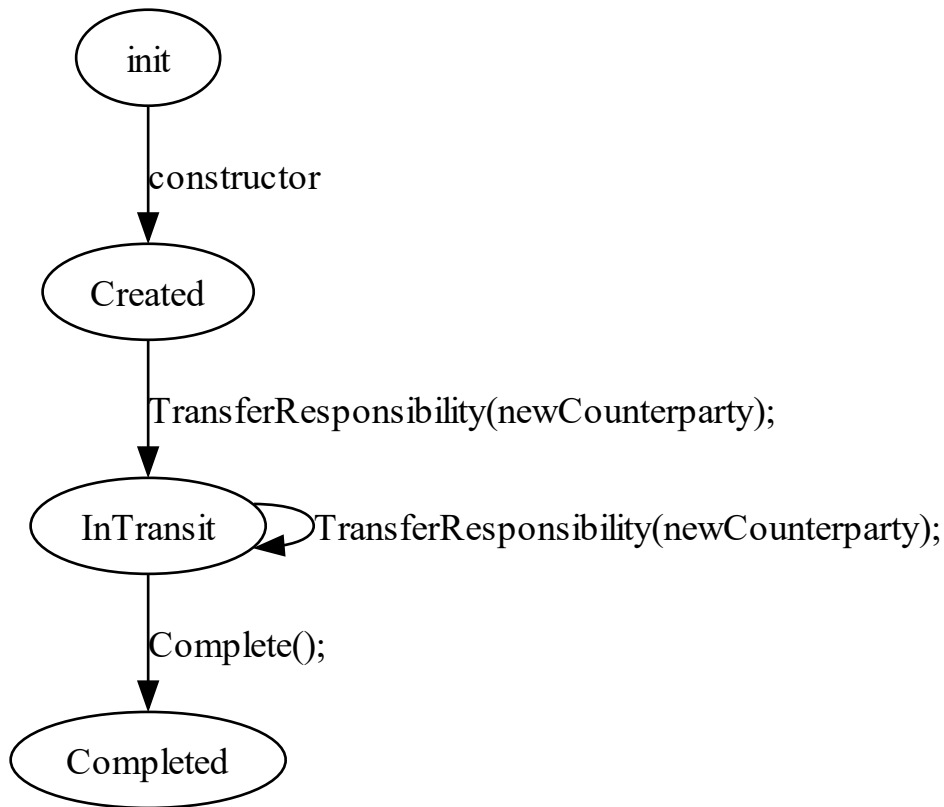 init
constructor
Created
TransferResponsibility(newCounterparty);
InTransit
TransferResponsibility(newCounterparty);
Complete();
Completed